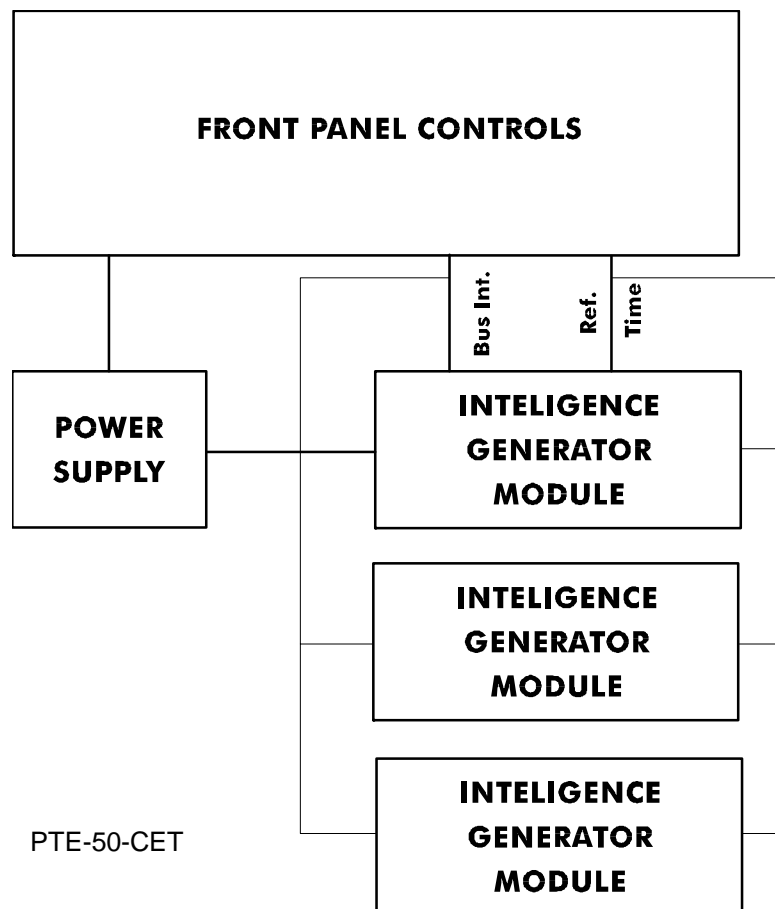 FRONT PANEL CONTROLS
Bus Int.
Ref.
Time
POWER
SUPPLY
INTELIGENCE
GENERATOR
MODULE
INTELIGENCE
GENERATOR
MODULE
INTELIGENCE
GENERATOR
MODULE
PTE-50-CET